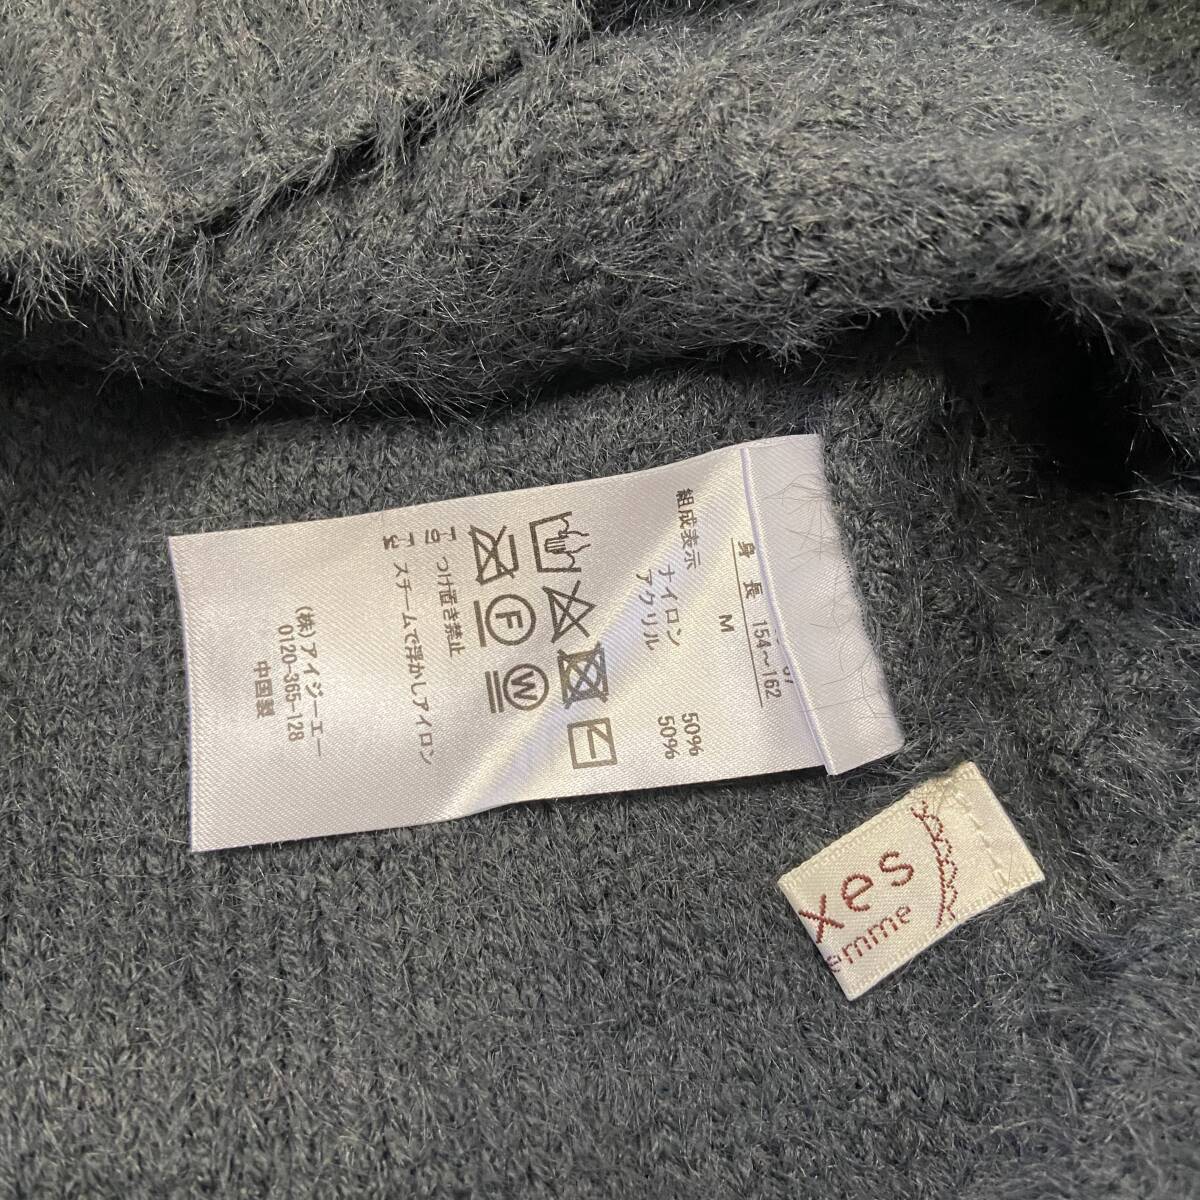 身長 154~162
M
組成表示
ナイロン 50%
アクリル 50%
F
W
つけ置き禁止
スチームで浮かしアイロン
(株)アイジーエー
0120-365-128
中国製
xes
emme